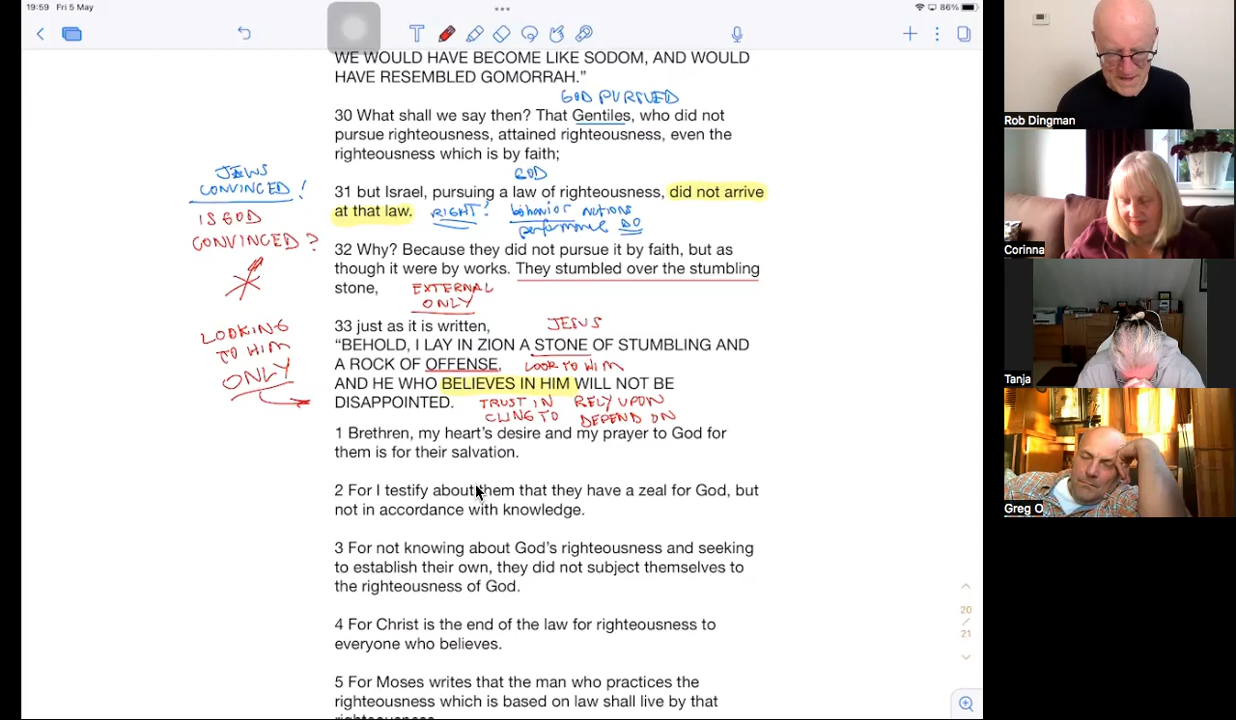 19:59 Fri 5 May
86%
WE WOULD HAVE BECOME LIKE SODOM, AND WOULD
HAVE RESEMBLED GOMORRAH.”
GOD PURSUED
30 What shall we say then? That Gentiles, who did not
pursue righteousness, attained righteousness, even the
righteousness which is by faith;
GOD
31 but Israel, pursuing a law of righteousness, did not arrive
at that law. RIGHT! behavior actions
performance DO
JEWS
CONVINCED!
IS GOD
CONVINCED?
32 Why? Because they did not pursue it by faith, but as
though it were by works. They stumbled over the stumbling
stone, EXTERNAL
ONLY
LOOKING
TO HIM
ONLY
33 just as it is written, JESUS
“BEHOLD, I LAY IN ZION A STONE OF STUMBLING AND
A ROCK OF OFFENSE, LOOK TO HIM
AND HE WHO BELIEVES IN HIM WILL NOT BE
DISAPPOINTED. TRUST IN RELY UPON
CLING TO DEPEND ON
1 Brethren, my heart’s desire and my prayer to God for
them is for their salvation.
2 For I testify about them that they have a zeal for God, but
not in accordance with knowledge.
3 For not knowing about God’s righteousness and seeking
to establish their own, they did not subject themselves to
the righteousness of God.
4 For Christ is the end of the law for righteousness to
everyone who believes.
5 For Moses writes that the man who practices the
righteousness which is based on law shall live by that
righteousness.
20
/
21
Rob Dingman
Corinna
Tanja
Greg O